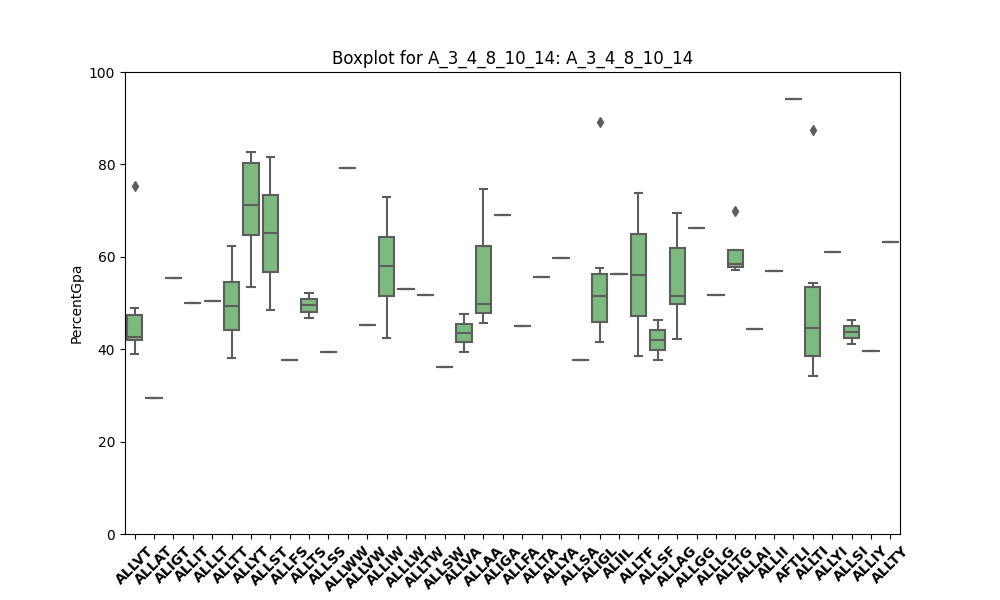 Boxplot for A_3_4_8_10_14: A_3_4_8_10_14
PercentGpa
100
80
60
40
20
0
ALLVT
ALLAT
ALIGT
ALLIT
ALLLT
ALLTT
ALLYT
ALLST
ALLFS
ALLTS
ALLSS
ALLWW
ALLVW
ALLIW
ALLLW
ALLTW
ALLSW
ALLVA
ALLAA
ALIGA
ALLFA
ALLTA
ALLYA
ALLSA
ALIGL
ALIIL
ALLTF
ALLSF
ALLAG
ALLGG
ALLLG
ALLTG
ALLAI
ALLII
AFTLI
ALLTI
ALLYI
ALLSI
ALLIY
ALLTY